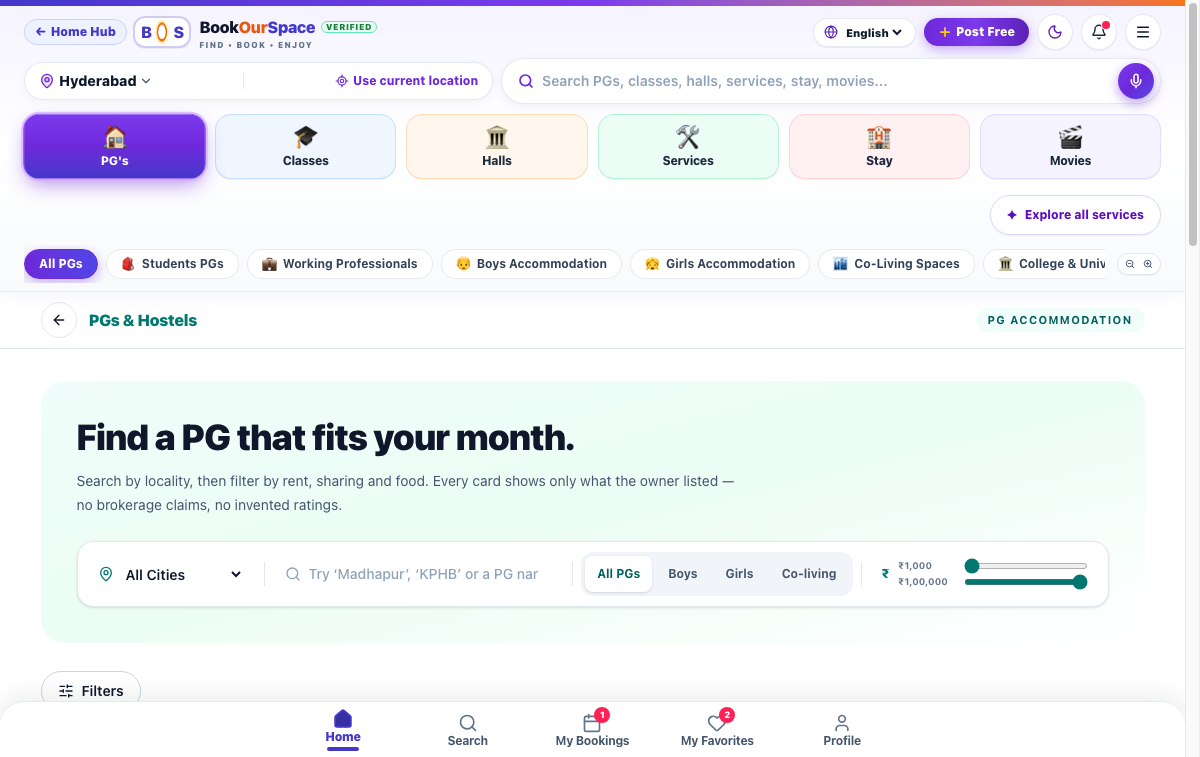 Home Hub
B O S
BookOurSpace VERIFIED
FIND • BOOK • ENJOY
English
Post Free
Hyderabad
Use current location
Search PGs, classes, halls, services, stay, movies...
PG's
Classes
Halls
Services
Stay
Movies
Explore all services
All PGs
Students PGs
Working Professionals
Boys Accommodation
Girls Accommodation
Co-Living Spaces
College & Univ
PGs & Hostels
PG ACCOMMODATION
Find a PG that fits your month.
Search by locality, then filter by rent, sharing and food. Every card shows only what the owner listed —
no brokerage claims, no invented ratings.
All Cities
Try ‘Madhapur’, ‘KPHB’ or a PG nar
All PGs
Boys
Girls
Co-living
₹
₹1,000
₹1,00,000
Filters
Home
Search
1
My Bookings
2
My Favorites
Profile